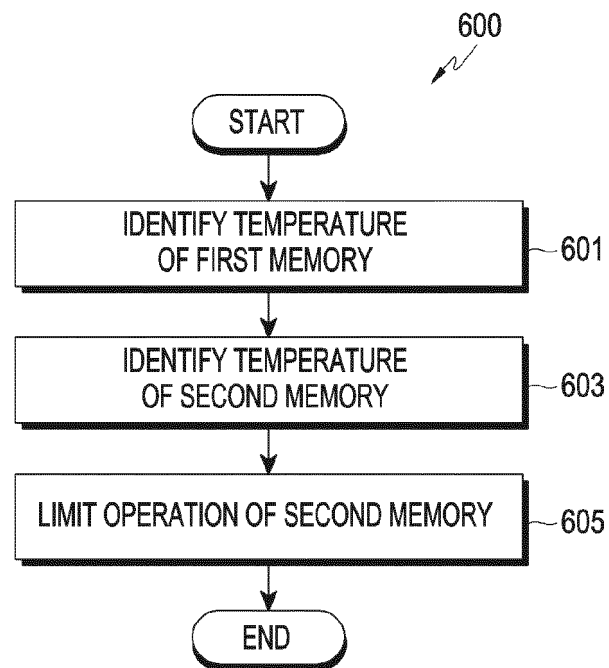 600
START
IDENTIFY TEMPERATURE
OF FIRST MEMORY
601
IDENTIFY TEMPERATURE
OF SECOND MEMORY
603
LIMIT OPERATION OF SECOND MEMORY
605
END